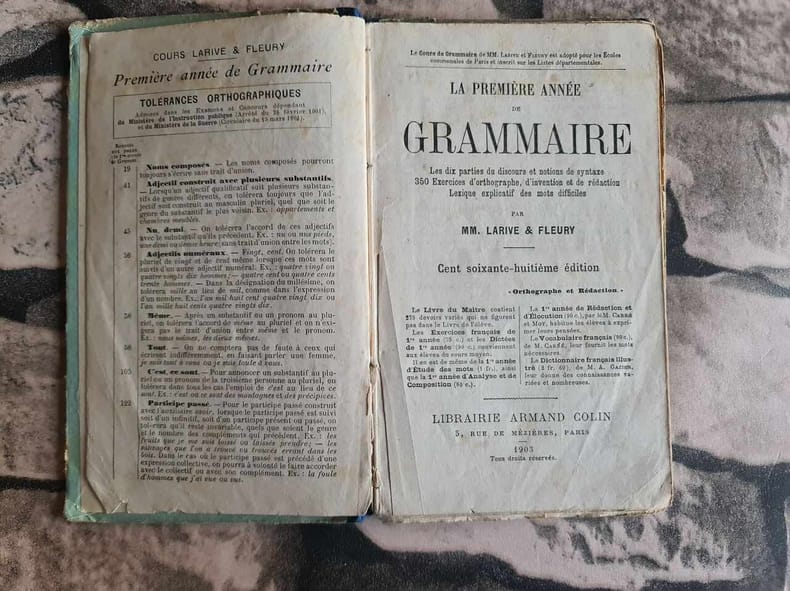 COURS LARIVE & FLEURY
Première année de Grammaire
TOLERANCES ORTHOGRAPHIQUES
Admises dans les Examens et Concours dépendant
du Ministère de l'Instruction publique (Arrêté du 26 février 1901)
et du Ministère de la Guerre
19 Noms composés. — Les noms composés pourront
toujours s'écrire sans trait d'union.
41 Adjectif construit avec plusieurs substantifs.
— Lorsqu'un adjectif qualificatif suit plusieurs substan-
tifs de genres différents, on tolérera toujours que l'ad-
jectif soit construit au masculin pluriel, quel que soit le
genre du substantif le plus voisin. Ex. : appartements et
chambres meublés.
45 Nu, demi. — On tolérera l'accord de ces adjectifs
avec le substantif qu'ils précèdent. Ex. : nu ou nus pieds,
une demi ou demie heure; (sans trait d'union entre les mots).
56 Adjectifs numéraux. — Vingt, cent. On tolérera le
pluriel de vingt et de cent même lorsque ces mots sont
suivis d'un autre adjectif numéral. Ex. : quatre vingt ou
quatre vingts dix hommes; — quatre cent ou quatre cents
trente hommes. — Dans la désignation du millésime, on
tolérera mille au lieu de mil, comme dans l'expression
d'un nombre. Ex.: l'an mil huit cent quatre vingt dix ou
l'an mille huit cents quatre vingts dix.
Même. — Après un substantif ou un pronom au plu-
riel, on tolérera l'accord de même au pluriel et on n'exi-
gera pas le trait d'union entre même et le pronom.
Ex. : nous mêmes, les dieux mêmes.
Tout. — On ne comptera pas de faute à ceux qui
écriront indifféremment, en faisant parler une femme,
je suis tout à vous ou je suis toute à vous.
105 C'est, ce sont. — Pour annoncer un substantif au plu-
riel ou un pronom de la troisième personne au pluriel, on
tolérera dans tous les cas l'emploi de c'est au lieu de ce
sont. Ex. : c'est ou ce sont des montagnes et des précipices.
122 Participe passé. — Pour le participe passé construit
avec l'auxiliaire avoir, lorsque le participe passé est suivi
soit d'un infinitif, soit d'un participe présent ou passé, on
tolérera qu'il reste invariable, quels que soient le genre
et le nombre des compléments qui précèdent. Ex. : les
fruits que je me suis laissé ou laissés prendre; — les
sauvages que l'on a trouvé ou trouvés errant dans les
bois. Dans le cas où le participe passé est précédé d'une
expression collective, on pourra à volonté le faire accorder
avec le collectif ou avec son complément. Ex. : la foule
d'hommes que j'ai vue ou vus.
Le Cours de Grammaire de MM. LARIVE et FLEURY est adopté pour les Écoles
communales de Paris et inscrit sur les Listes départementales.
LA PREMIÈRE ANNÉE
DE
GRAMMAIRE
Les dix parties du discours et notions de syntaxe
350 Exercices d'orthographe, d'invention et de rédaction
Lexique explicatif des mots difficiles
PAR
MM. LARIVE & FLEURY
Cent soixante-huitième édition
« Orthographe et Rédaction. »
Le Livre du Maître contient
275 devoirs variés qui ne figurent
pas dans le Livre de l'élève.
Les Exercices français de
1re année (75 c.) et les Dictées
de 1re année (90 c.) conviennent
aux élèves du cours moyen.
Il en est de même de la 1re année
d'Étude des mots (1 fr.), ainsi
que la 1re année d'Analyse et de
Composition (80 c.).
La 1re année de Rédaction et
d'Élocution (90 c.), par MM. CARRÉ
et MOY, habitue les élèves à expri-
mer leurs pensées.
Le Vocabulaire français (90 c.),
de M. CARRÉ, leur fournit les mots
nécessaires.
Le Dictionnaire français illus-
tré (2 fr. 60), de M. A. GAZIER,
leur donne des connaissances va-
riées et nombreuses.
LIBRAIRIE ARMAND COLIN
5, RUE DE MÉZIÈRES, PARIS
1903
Tous droits réservés.